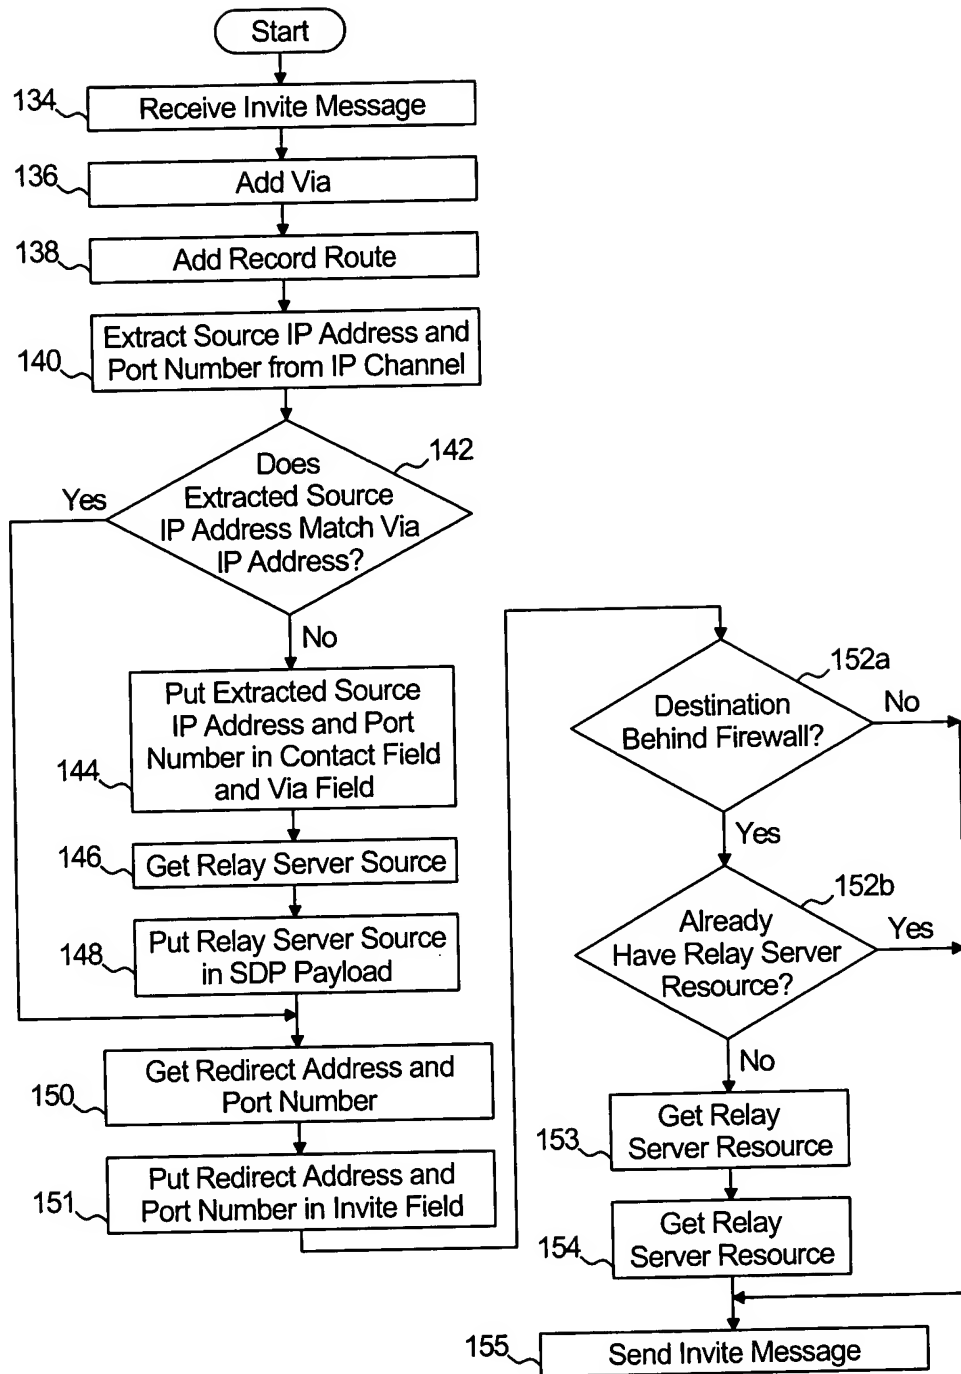 Start
134
Receive Invite Message
136
Add Via
138
Add Record Route
140
Extract Source IP Address and
Port Number from IP Channel
142
Does
Extracted Source
IP Address Match Via
IP Address?
Yes
No
144
Put Extracted Source
IP Address and Port
Number in Contact Field
and Via Field
146
Get Relay Server Source
148
Put Relay Server Source
in SDP Payload
150
Get Redirect Address and
Port Number
151
Put Redirect Address and
Port Number in Invite Field
152a
Destination
Behind Firewall?
No
Yes
152b
Already
Have Relay Server
Resource?
Yes
No
153
Get Relay
Server Resource
154
Get Relay
Server Resource
155
Send Invite Message